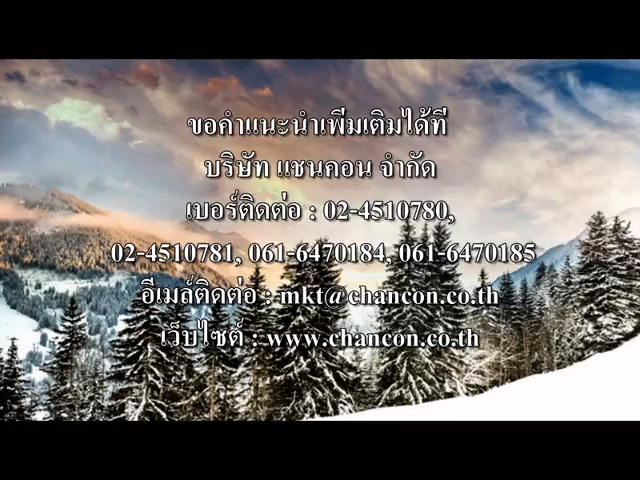 ขอคำแนะนำเพิ่มเติมได้ที่
บริษัท แชนคอน จำกัด
เบอร์ติดต่อ : 02-4510780,
02-4510781, 061-6470184, 061-6470185
อีเมล์ติดต่อ : mkt@chancon.co.th
เว็บไซต์ : www.chancon.co.th